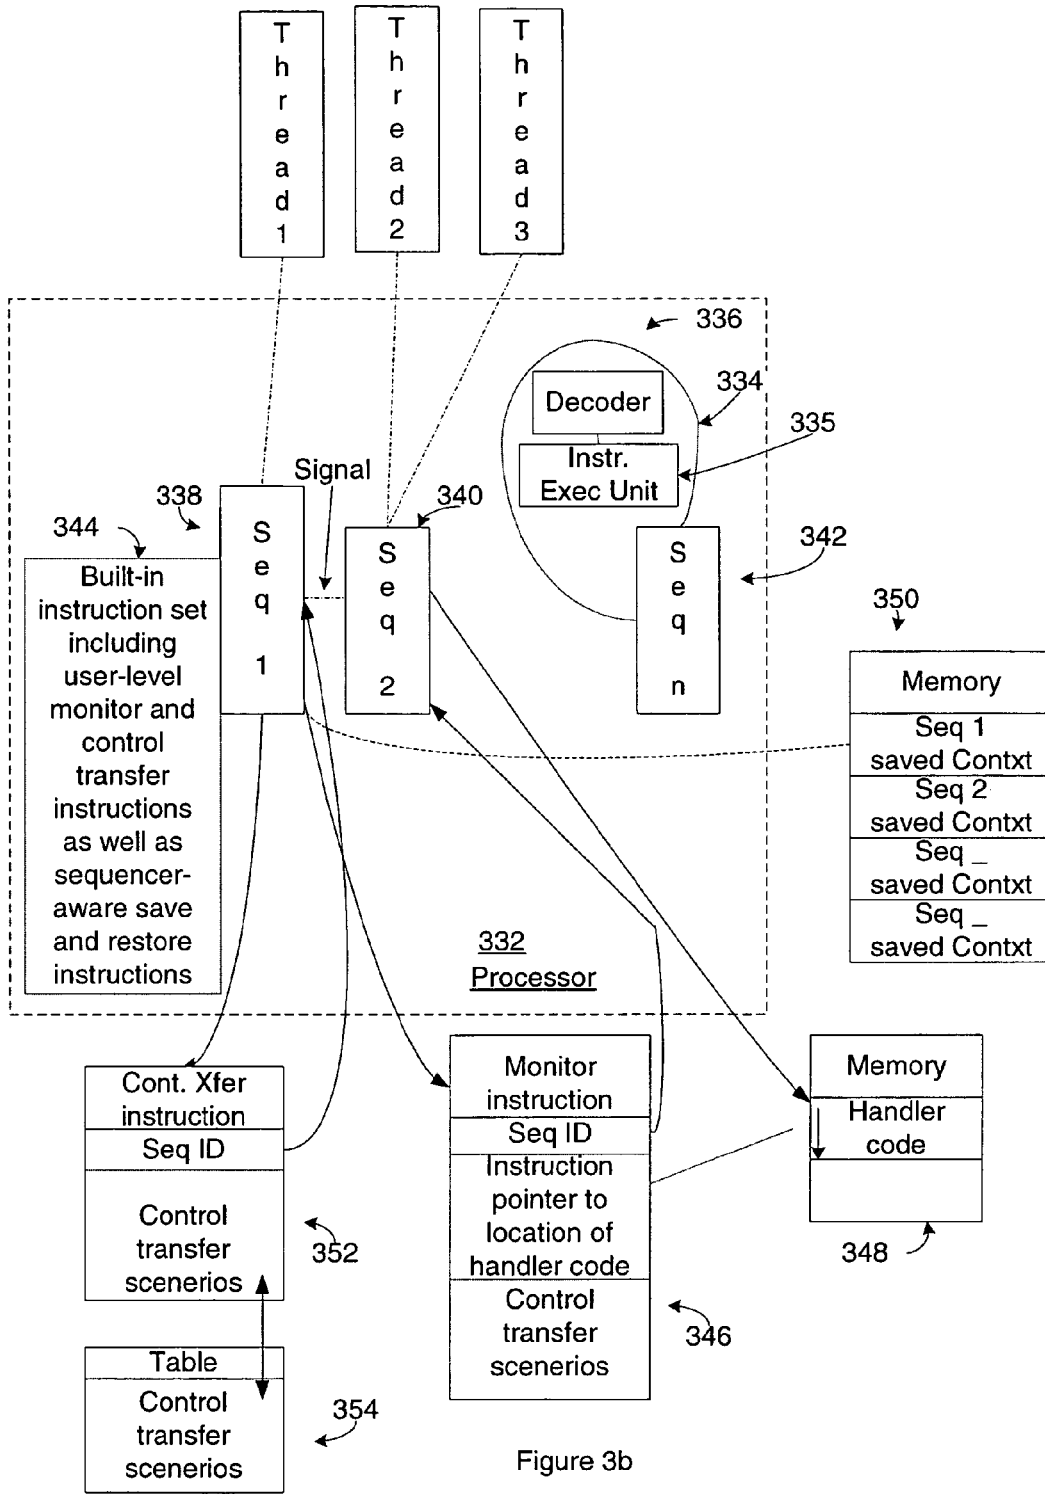 Thread 1
Thread 2
Thread 3
336
334
Decoder
335
Instr.
Exec Unit
Signal
338
340
344
342
Seq 1
Seq 2
Seq n
Built-in
instruction set
including
user-level
monitor and
control
transfer
instructions
as well as
sequencer-
aware save
and restore
instructions
350
Memory
Seq 1
saved Contxt
Seq 2
saved Contxt
Seq _
saved Contxt
Seq _
saved Contxt
332
Processor
Cont. Xfer
instruction
Seq ID
Control
transfer
scenerios
352
Table
Control
transfer
scenerios
354
Monitor
instruction
Seq ID
Instruction
pointer to
location of
handler code
Control
transfer
scenerios
346
Memory
Handler
code
348
Figure 3b